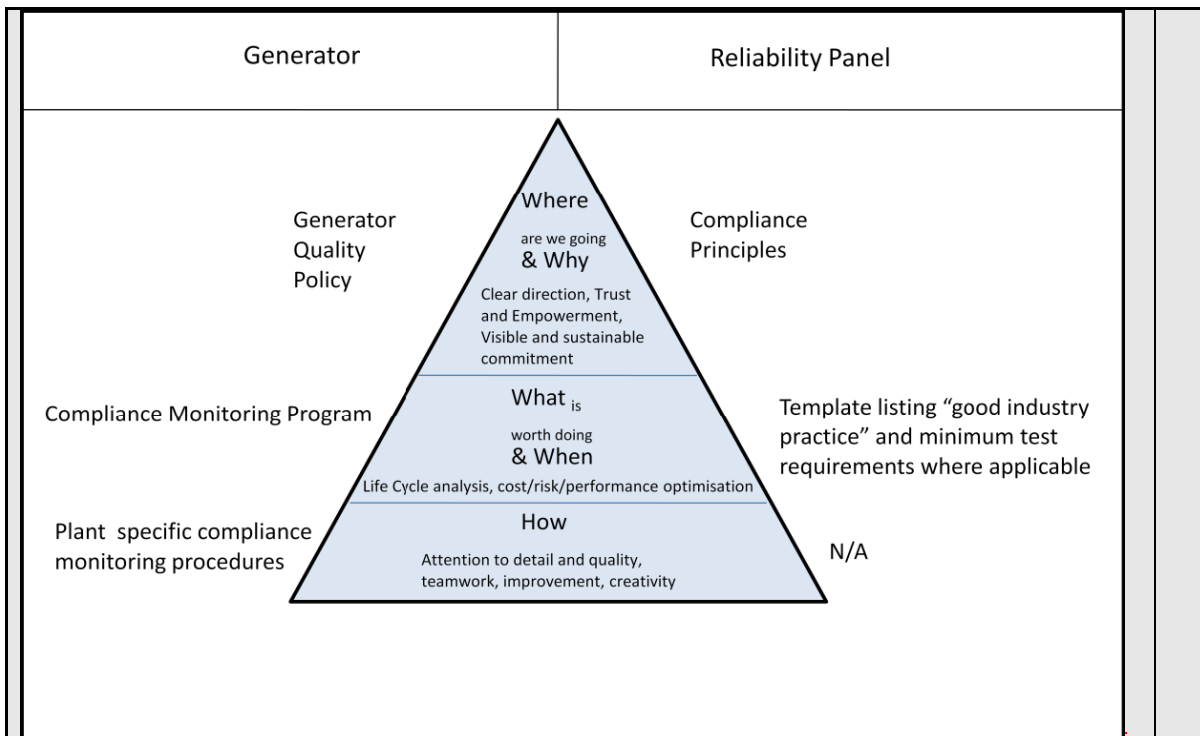 Generator
Reliability Panel
Where
are we going
& Why
Clear direction, Trust
and Empowerment,
Visible and sustainable
commitment
Generator
Quality
Policy
Compliance
Principles
What is
worth doing
& When
Life Cycle analysis, cost/risk/performance optimisation
Compliance Monitoring Program
Template listing “good industry
practice” and minimum test
requirements where applicable
How
Attention to detail and quality,
teamwork, improvement, creativity
Plant specific compliance
monitoring procedures
N/A